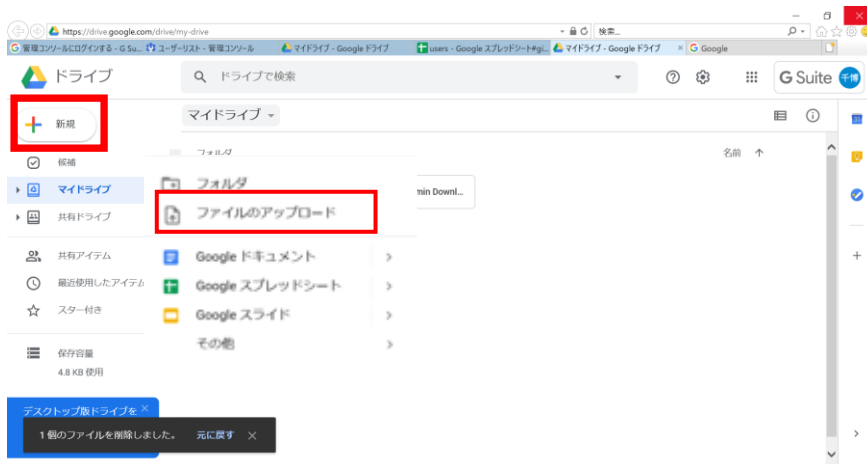 https://drive.google.com/drive/my-drive
検索...
管理コンソールにログインする - G Su...
ユーザーリスト - 管理コンソール
マイドライブ - Google ドライブ
users - Google スプレッドシート#gi...
マイドライブ - Google ドライブ
Google
ドライブ
ドライブで検索
G Suite
千博
新規
マイドライブ
候補
フォルダ
名前
フォルダ
マイドライブ
min Downl...
ファイルのアップロード
共有ドライブ
共有アイテム
Google ドキュメント
最近使用したアイテム
Google スプレッドシート
スター付き
Google スライド
その他
保存容量
4.8 KB 使用
デスクトップ版ドライブを
1 個のファイルを削除しました。
元に戻す
31